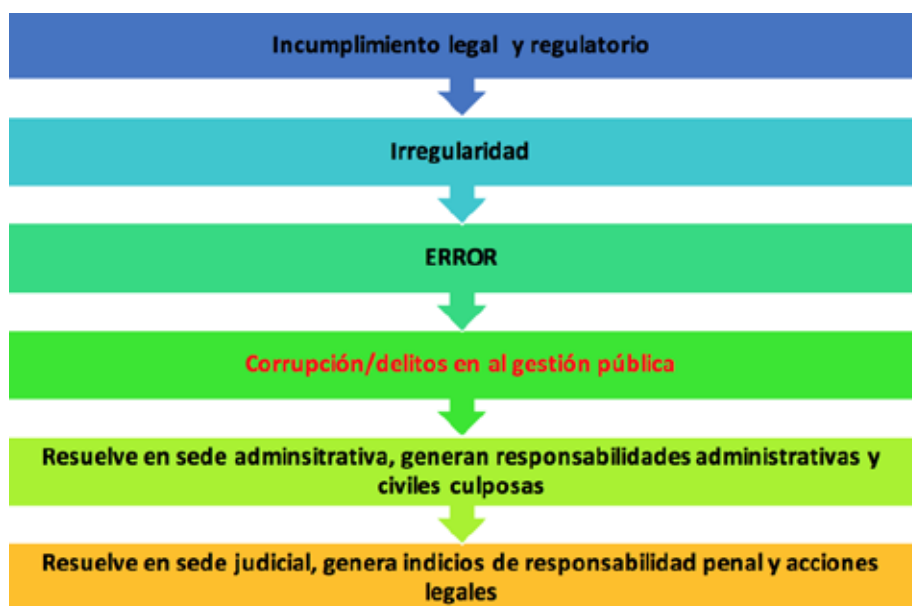 Incumplimiento legal y regulatorio
Irregularidad
ERROR
Corrupción/delitos en al gestión pública
Resuelve en sede adminsitrativa, generan responsabilidades administrativas y
civiles culposas
Resuelve en sede judicial, genera indicios de responsabilidad penal y acciones
legales